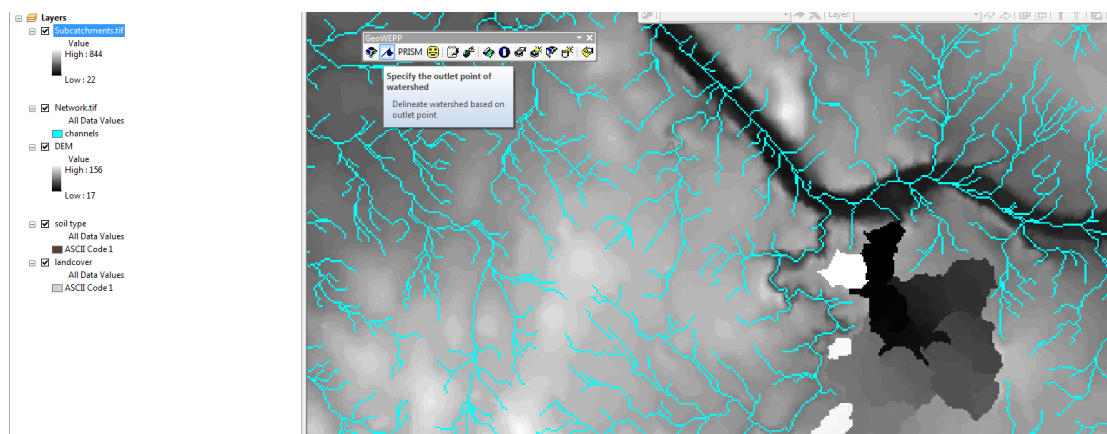 Layers
Subcatchments.tif
Value
High : 844
Low : 22
Network.tif
All Data Values
channels
DEM
Value
High : 156
Low : 17
soil type
All Data Values
ASCII Code 1
landcover
All Data Values
ASCII Code 1
GeoWEPP
PRISM
Specify the outlet point of
watershed
Delineate watershed based on
outlet point
Layer: